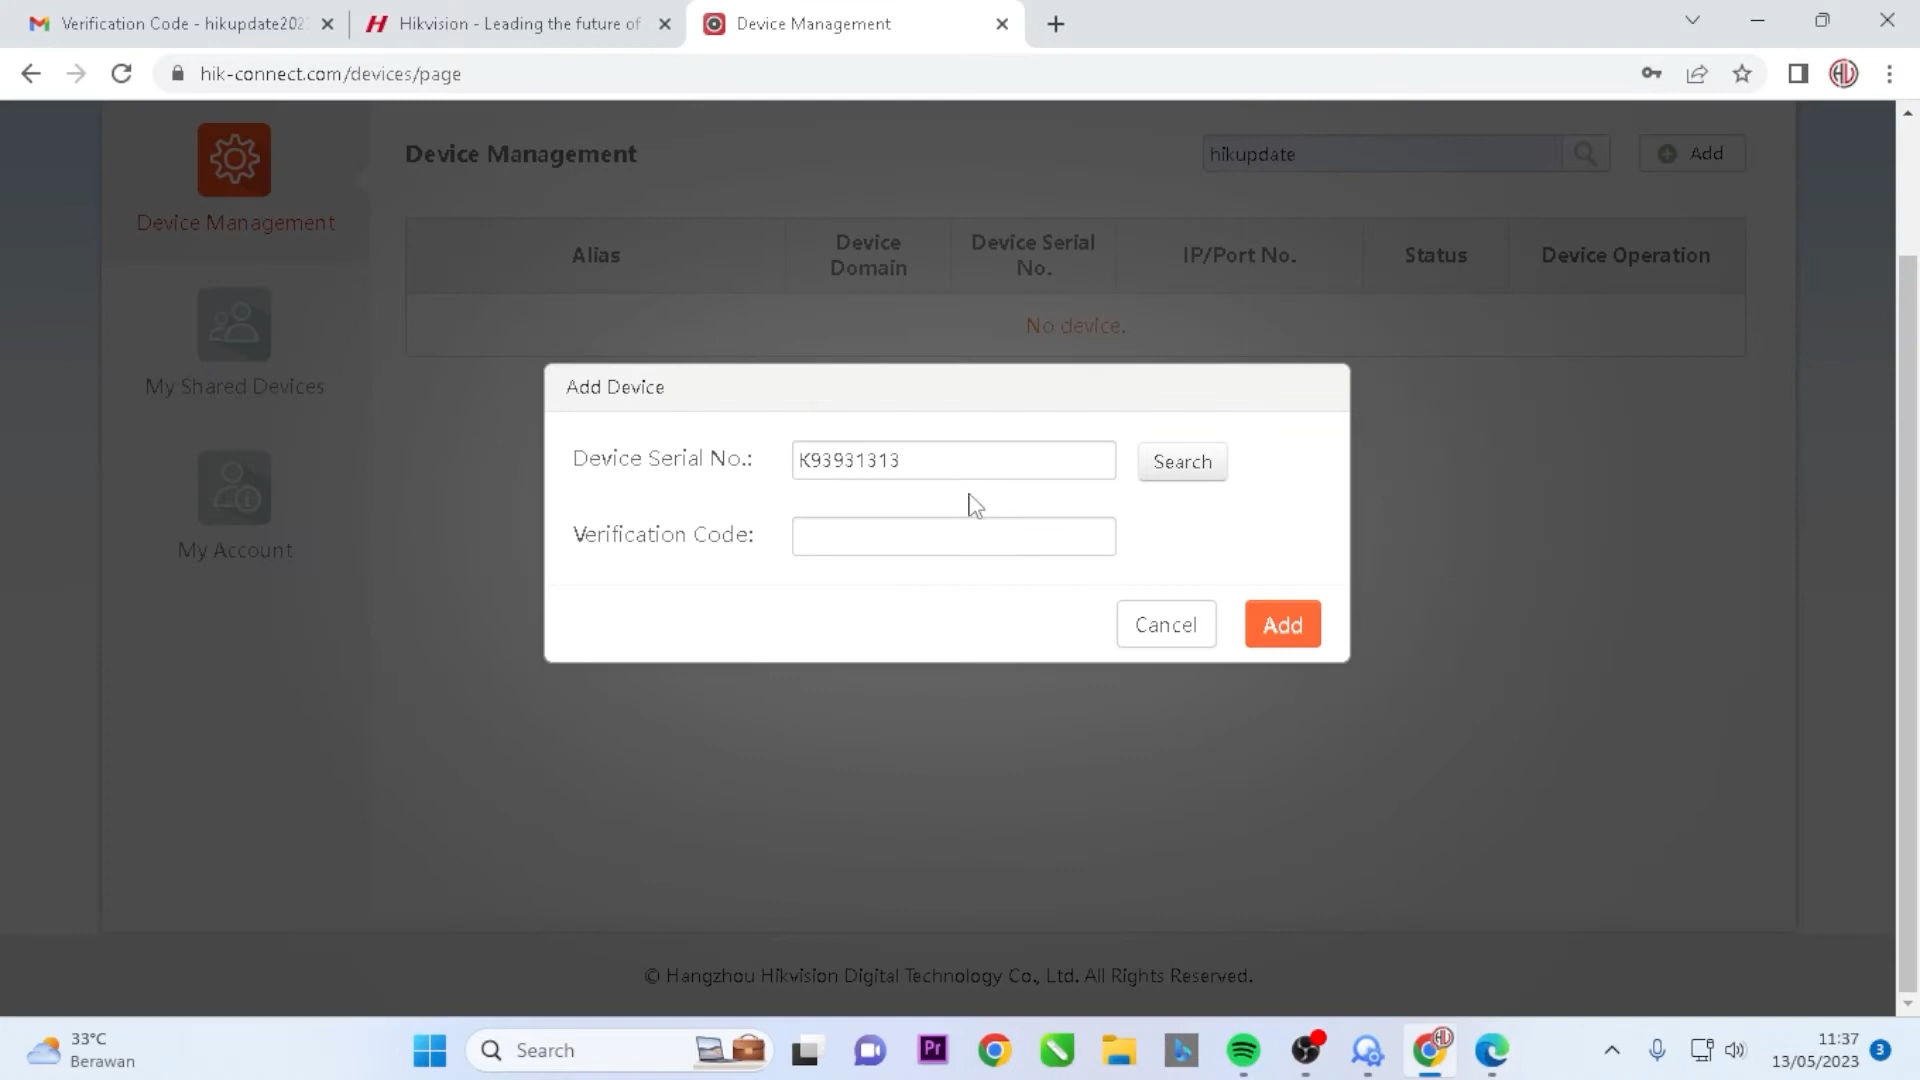 Verification Code - hikupdate202
Hikvision - Leading the future of
Device Management
hik-connect.com/devices/page
Device Management
hikupdate
Add
Device Management
Alias
Device Domain
Device Serial No.
IP/Port No.
Status
Device Operation
No device.
My Shared Devices
My Account
Add Device
Device Serial No.:
K93931313
Search
Verification Code:
Cancel
Add
© Hangzhou Hikvision Digital Technology Co., Ltd. All Rights Reserved.
33°C
Berawan
Search
Pr
11:37
13/05/2023
3